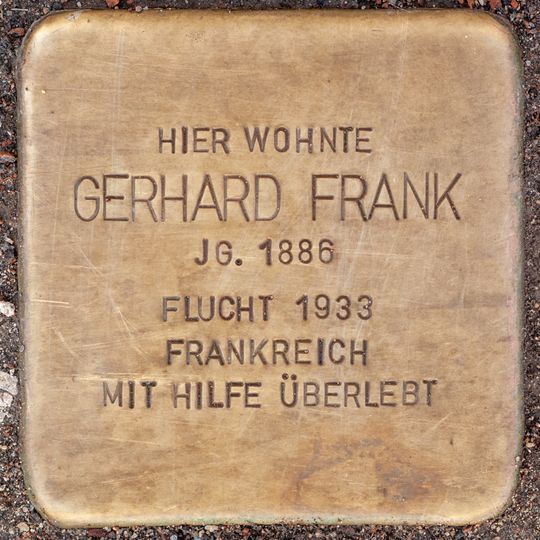 HIER WOHNTE
GERHARD FRANK
JG. 1886
FLUCHT 1933
FRANKREICH
MIT HILFE ÜBERLEBT